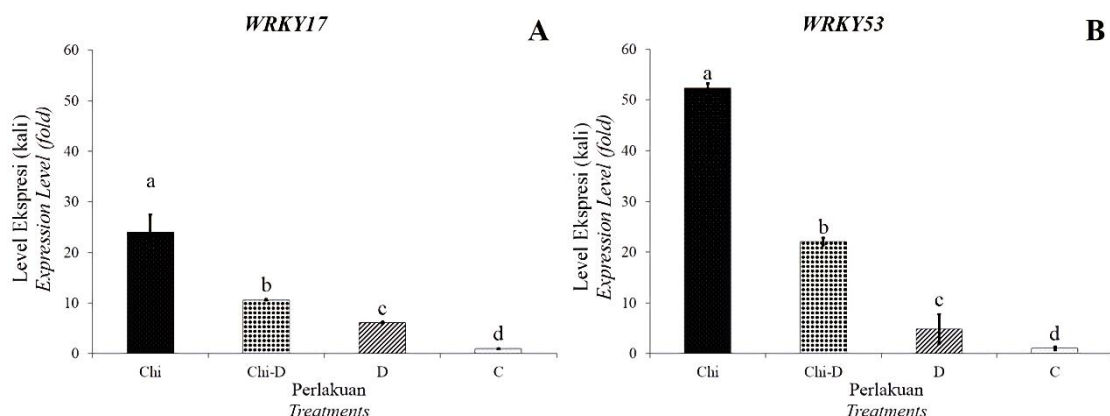 WRKY17
A
60
50
40
30
20
10
0
Level Ekspresi (kali)
Expression Level (fold)
a
b
c
d
Chi
Chi-D
D
C
Perlakuan
Treatments
WRKY53
B
60
50
40
30
20
10
0
Level Ekspresi (kali)
Expression Level (fold)
a
b
c
d
Chi
Chi-D
D
C
Perlakuan
Treatments